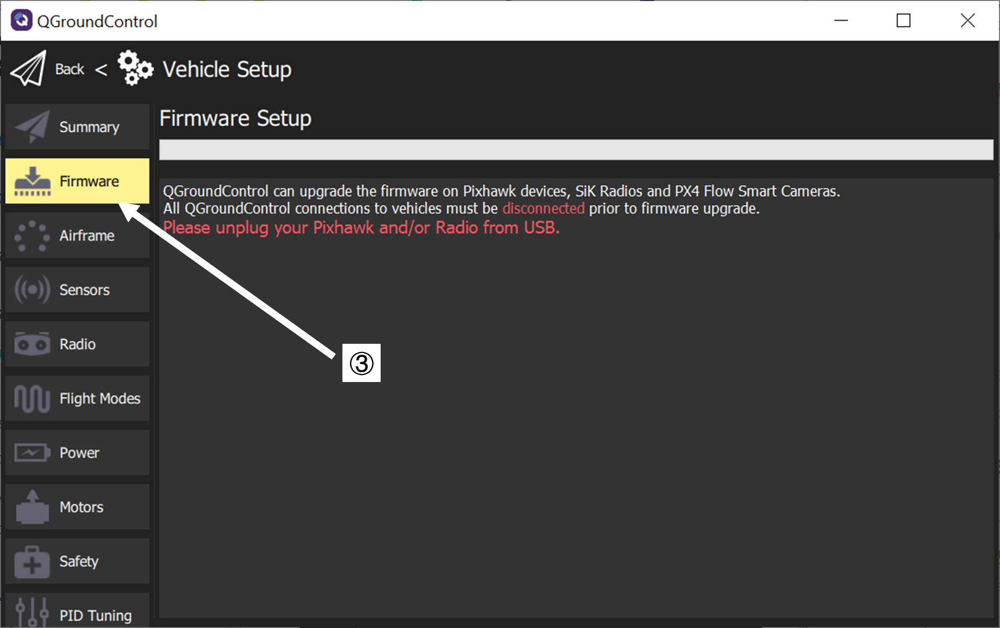 QGroundControl
Back < Vehicle Setup
Summary
Firmware
Airframe
Sensors
Radio
Flight Modes
Power
Motors
Safety
PID Tuning
Firmware Setup
QGroundControl can upgrade the firmware on Pixhawk devices, SiK Radios and PX4 Flow Smart Cameras.
All QGroundControl connections to vehicles must be disconnected prior to firmware upgrade.
Please unplug your Pixhawk and/or Radio from USB.
③